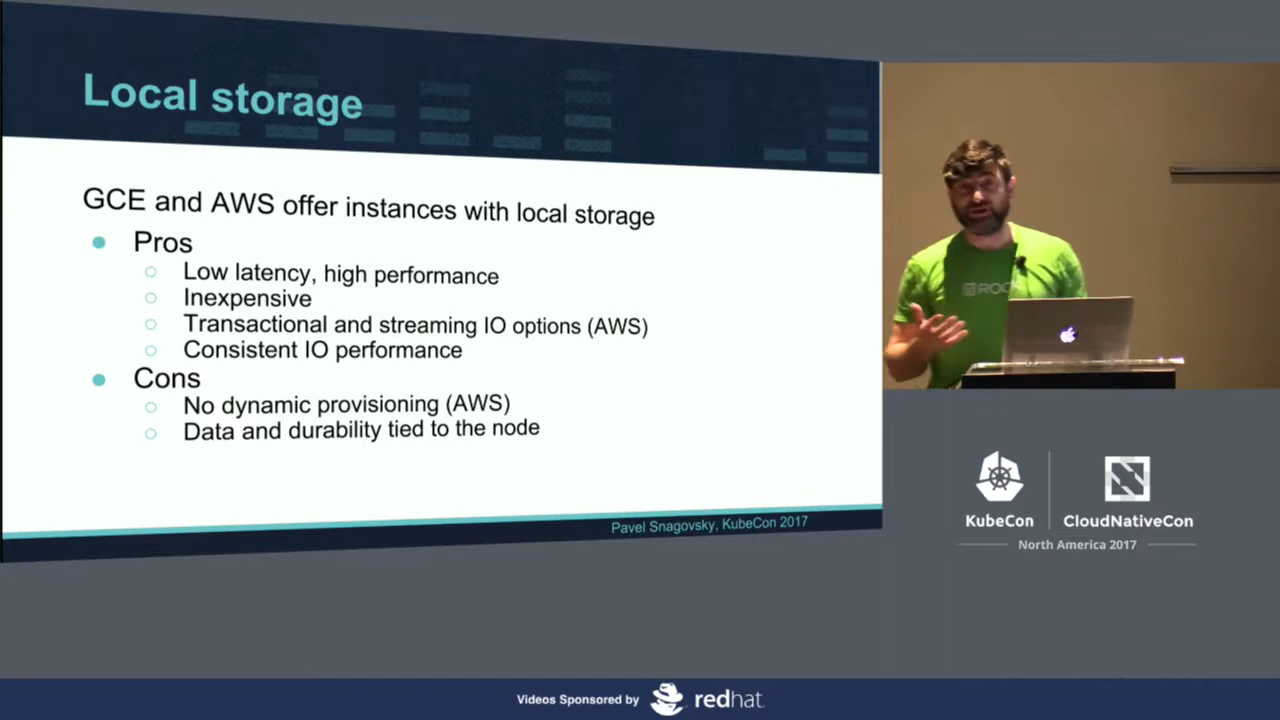 Local storage
GCE and AWS offer instances with local storage
Pros
Low latency, high performance
Inexpensive
Transactional and streaming IO options (AWS)
Consistent IO performance
Cons
No dynamic provisioning (AWS)
Data and durability tied to the node
Pavel Snagovsky, KubeCon 2017
KubeCon
CloudNativeCon
North America 2017
Videos Sponsored by
redhat